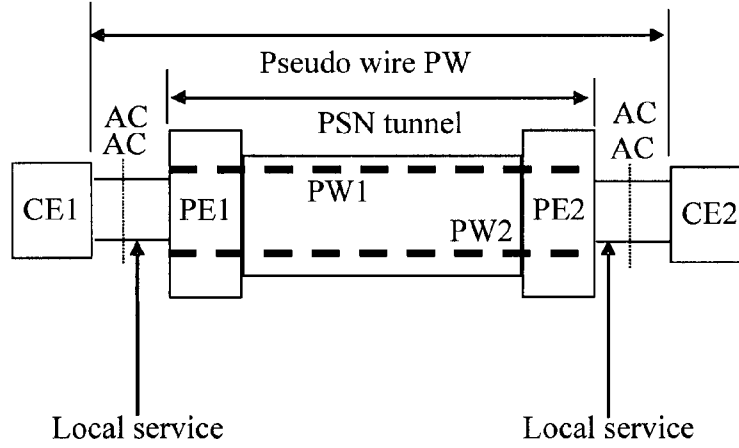 Pseudo wire PW
PSN tunnel
AC
AC
AC
AC
CE1
PE1
PW1
PW2
PE2
CE2
Local service
Local service